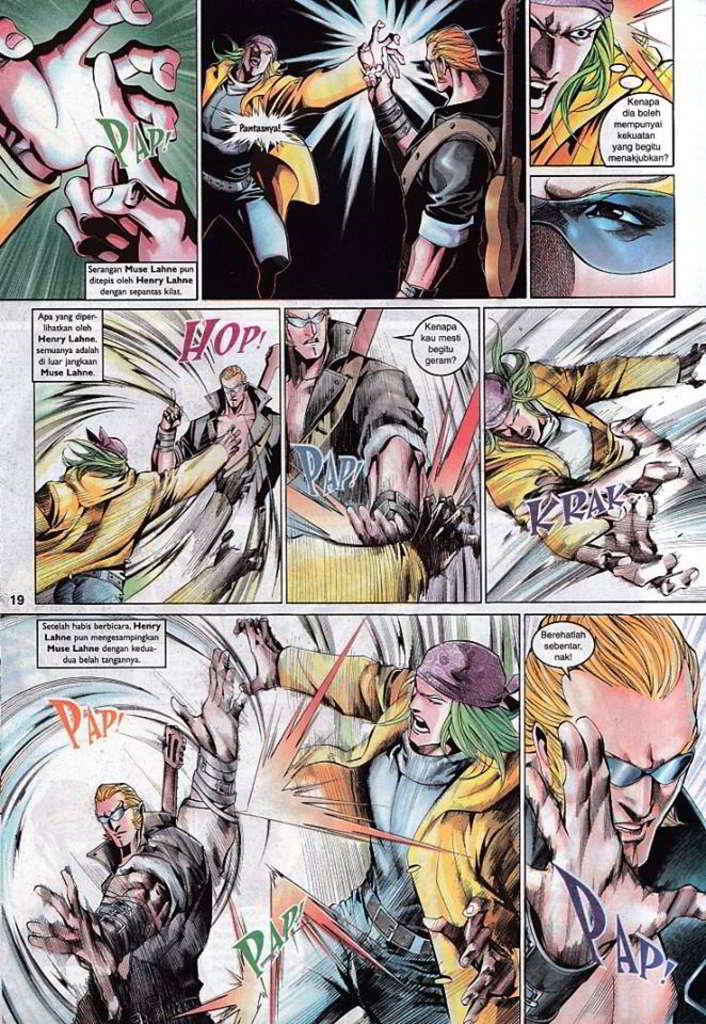 PAP!
Serangan Muse Lahne pun
ditepis oleh Henry Lahne
dengan sepantas kilat.
Pantasnya!
Kenapa
dia boleh
mempunyai
kekuatan
yang begitu
menakjubkan?
Apa yang diper-
lihatkan oleh
Henry Lahne,
semuanya adalah
di luar jangkaan
Muse Lahne.
HOP!
Kenapa
kau mesti
begitu
geram?
PAP!
KRAK...
19
Setelah habis berbicara, Henry
Lahne pun mengesampingkan
Muse Lahne dengan kedua-
dua belah tangannya.
PAP!
PAP!
Berehatlah
sebentar,
nak!
PAP
PAP!